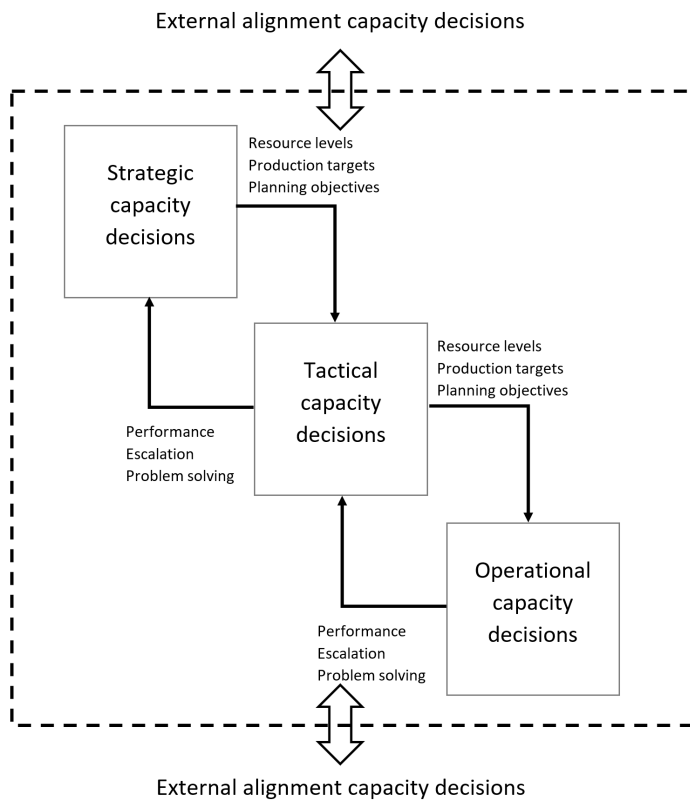 External alignment capacity decisions
Resource levels
Production targets
Planning objectives
Strategic
capacity
decisions
Tactical
capacity
decisions
Resource levels
Production targets
Planning objectives
Performance
Escalation
Problem solving
Operational
capacity
decisions
Performance
Escalation
Problem solving
External alignment capacity decisions